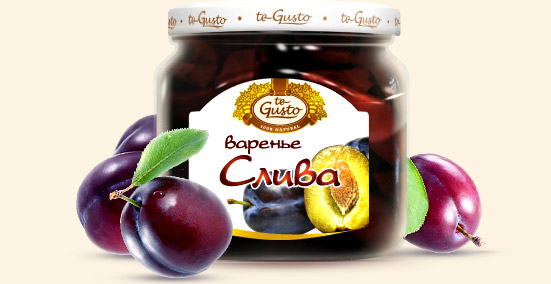 te-Gusto • te-Gusto • te-Gusto
te
Gusto
100% NATURAL
варенье
Слива